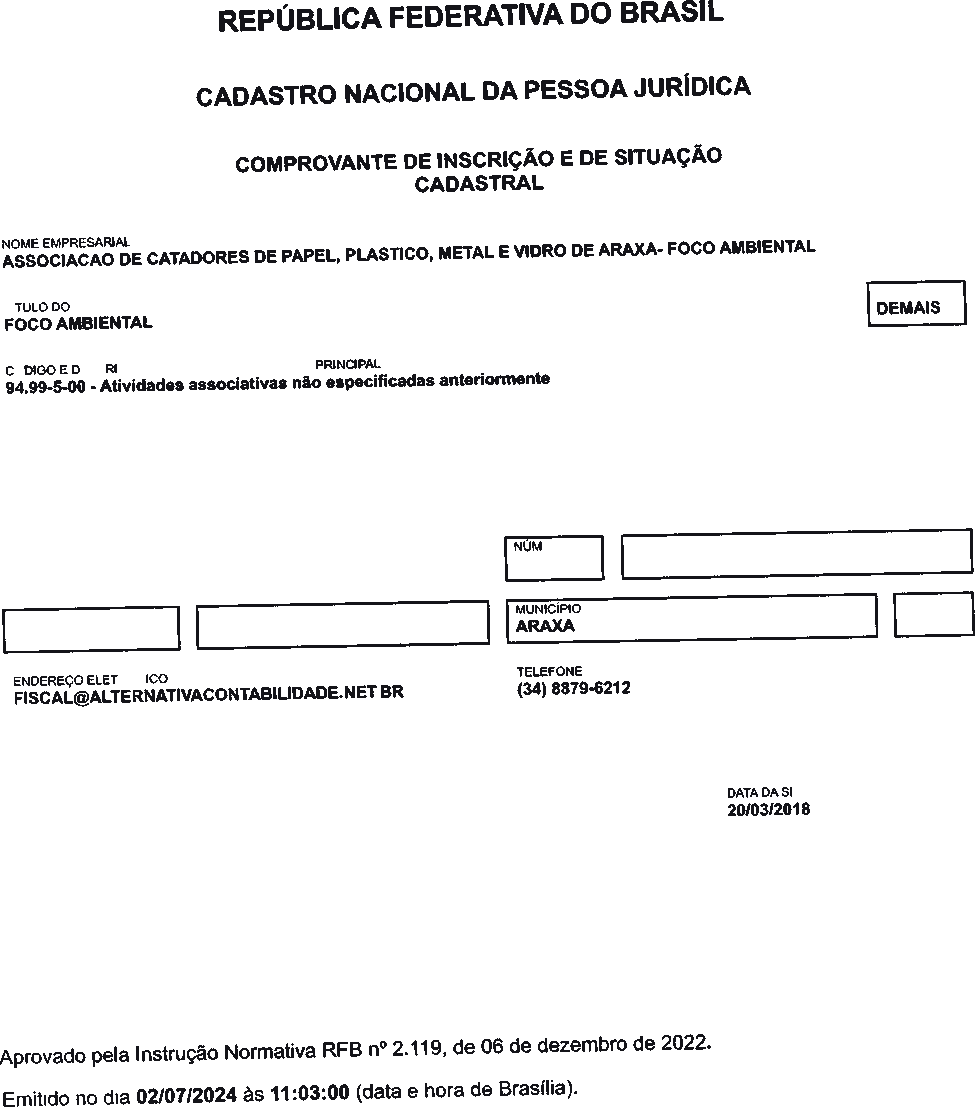 REPÚBLICA FEDERATIVA DO BRASIL
CADASTRO NACIONAL DA PESSOA JURÍDICA
COMPROVANTE DE INSCRIÇÃO E DE SITUAÇÃO
CADASTRAL
NOME EMPRESARIAL
ASSOCIACAO DE CATADORES DE PAPEL, PLASTICO, METAL E VIDRO DE ARAXA- FOCO AMBIENTAL
TULO DO
FOCO AMBIENTAL
DEMAIS
C DIGO E D RI PRINCIPAL
94.99-5-00 - Atividades associativas não especificadas anteriormente
NÚM
MUNICÍPIO
ARAXA
ENDEREÇO ELET ICO
FISCAL@ALTERNATIVACONTABILIDADE.NET BR
TELEFONE
(34) 8879-6212
DATA DA SI
20/03/2018
Aprovado pela Instrução Normativa RFB nº 2.119, de 06 de dezembro de 2022.
Emitido no dia 02/07/2024 às 11:03:00 (data e hora de Brasília).